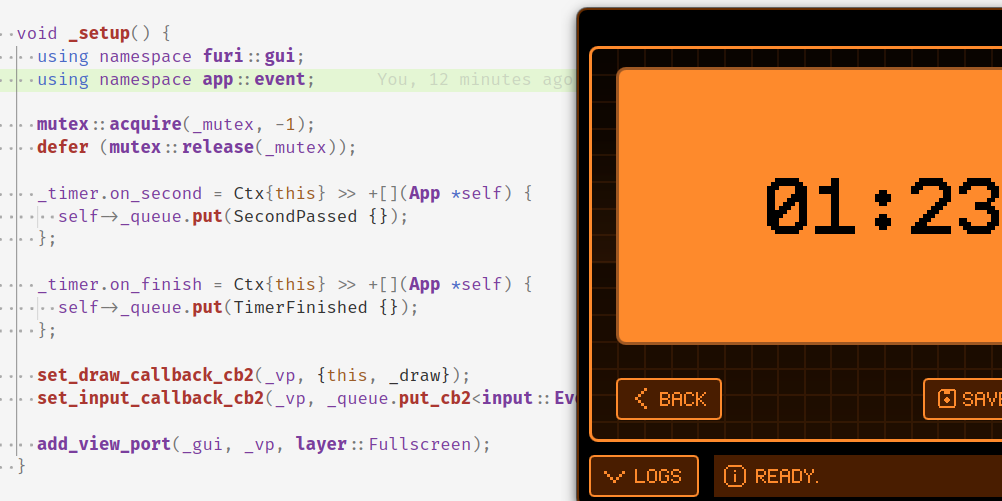 void _setup() {
using namespace furi::gui;
using namespace app::event;
You, 12 minutes ago
mutex::acquire(_mutex, -1);
defer (mutex::release(_mutex));
_timer.on_second = Ctx{this} >> +[](App *self) {
self->_queue.put(SecondPassed {});
};
_timer.on_finish = Ctx{this} >> +[](App *self) {
self->_queue.put(TimerFinished {});
};
set_draw_callback_cb2(_vp, {this, _draw});
set_input_callback_cb2(_vp, _queue.put_cb2<input::Ev
add_view_port(_gui, _vp, layer::Fullscreen);
}
01:23
BACK
SAVE
LOGS
READY.